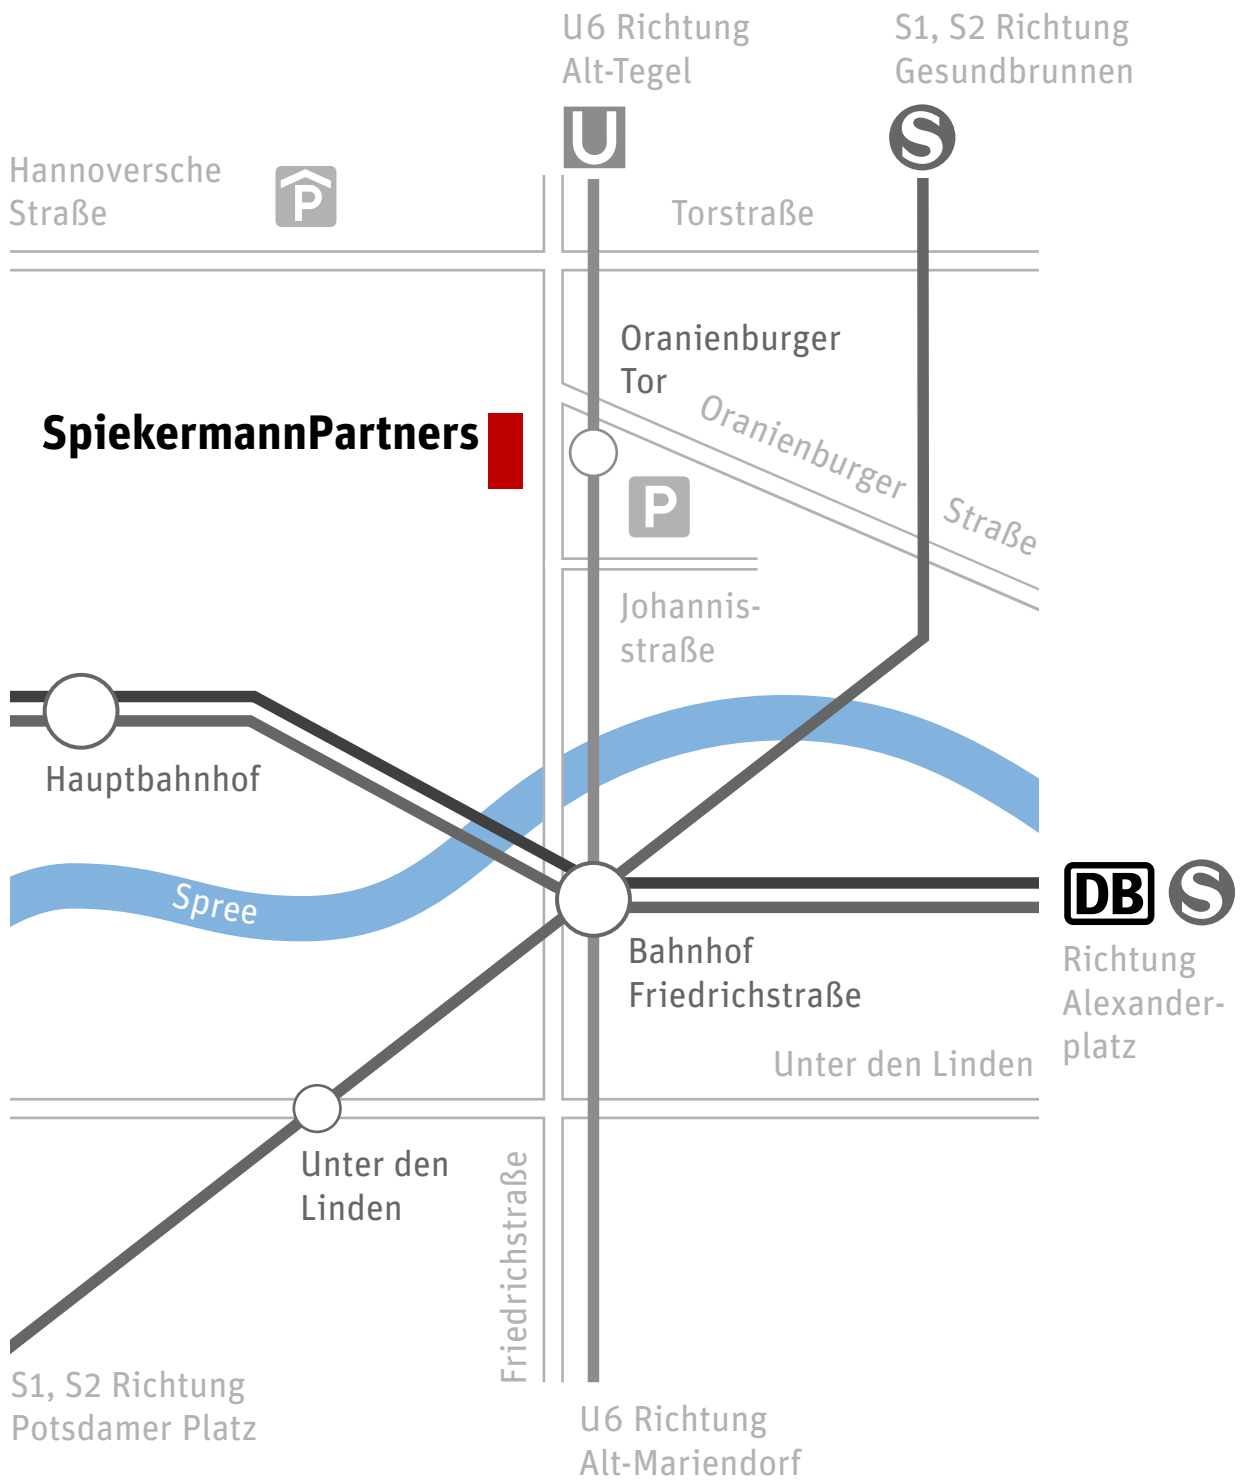 U6 Richtung
Alt-Tegel
S1, S2 Richtung
Gesundbrunnen
U
S
Hannoversche
Straße
P
Torstraße
Oranienburger
Tor
Oranienburger Straße
SpiekermannPartners
P
Johannis-
straße
Hauptbahnhof
Spree
DB
S
Bahnhof
Friedrichstraße
Richtung
Alexander-
platz
Unter den Linden
Unter den
Linden
Friedrichstraße
S1, S2 Richtung
Potsdamer Platz
U6 Richtung
Alt-Mariendorf